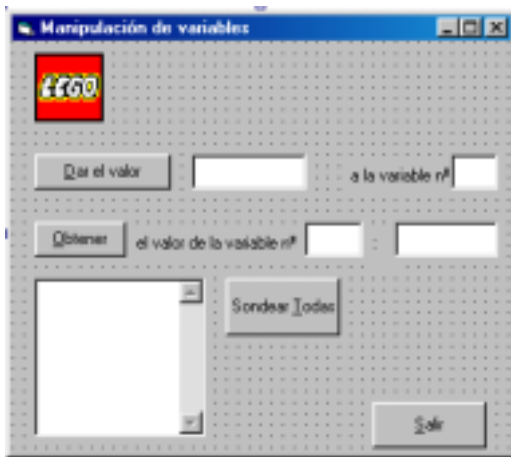 Manipulación de variables
LEGO
Dar el valor
a la variable nº
Obtener
el valor de la variable nº
:
Sondear Todas
Salir